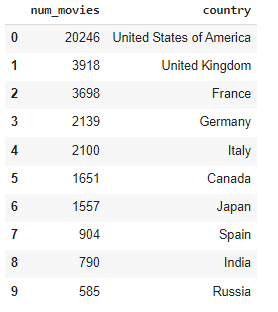 num_movies country
0 20246 United States of America
1 3918 United Kingdom
2 3698 France
3 2139 Germany
4 2100 Italy
5 1651 Canada
6 1557 Japan
7 904 Spain
8 790 India
9 585 Russia